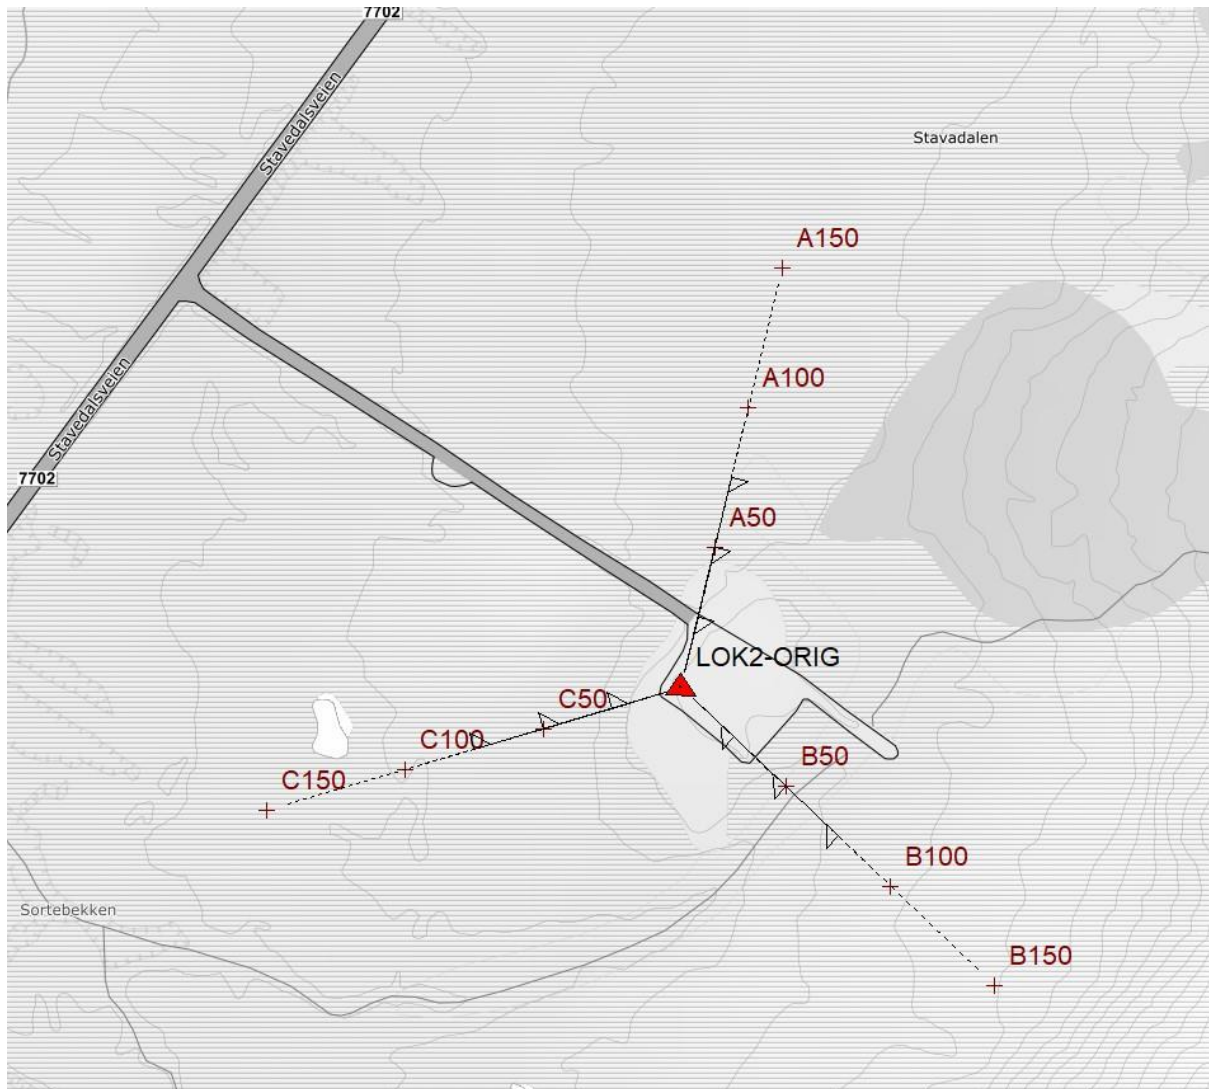 7702
Stavedalsveien
Stavadalen
A150
A100
Stavedalsveien
7702
A50
LOK2-ORIG
C50
C100
B50
C150
B100
Sortebekken
B150